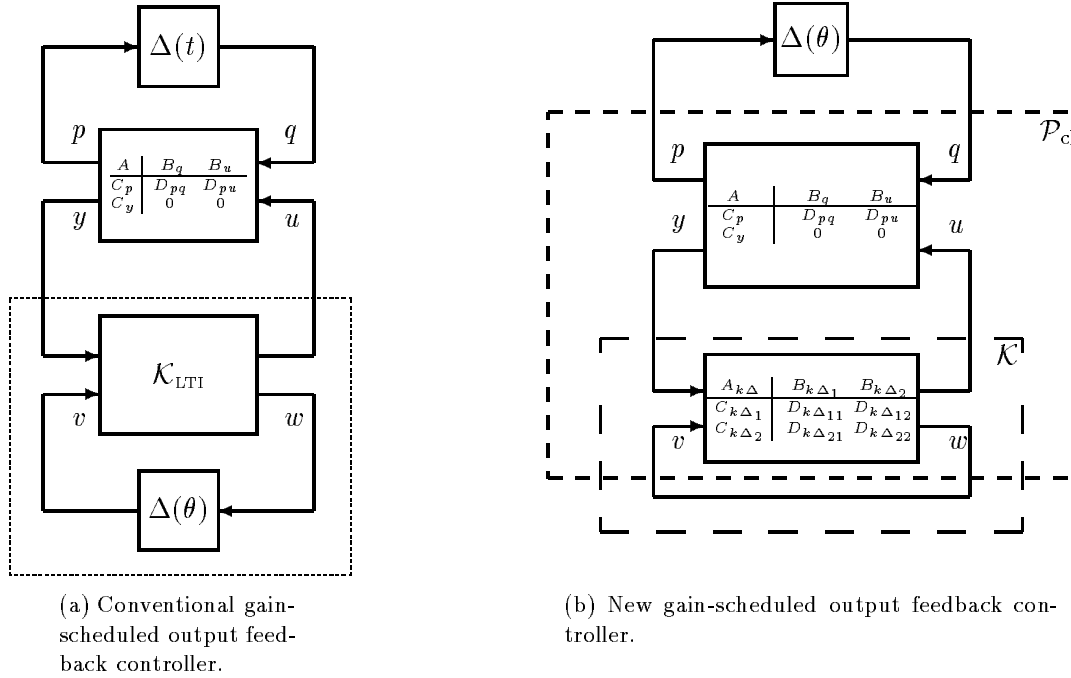 Δ(t)
p
q
A B_q B_u
C_p D_pq D_pu
C_y 0 0
y
u
𝒦_LTI
v
w
Δ(θ)
(a) Conventional gain-
scheduled output feed-
back controller.
Δ(θ)
𝒫_cl
p
q
A B_q B_u
C_p D_pq D_pu
C_y 0 0
y
u
𝒦
A_kΔ B_kΔ₁ B_kΔ₂
C_kΔ₁ D_kΔ₁₁ D_kΔ₁₂
C_kΔ₂ D_kΔ₂₁ D_kΔ₂₂
v
w
(b) New gain-scheduled output feedback con-
troller.